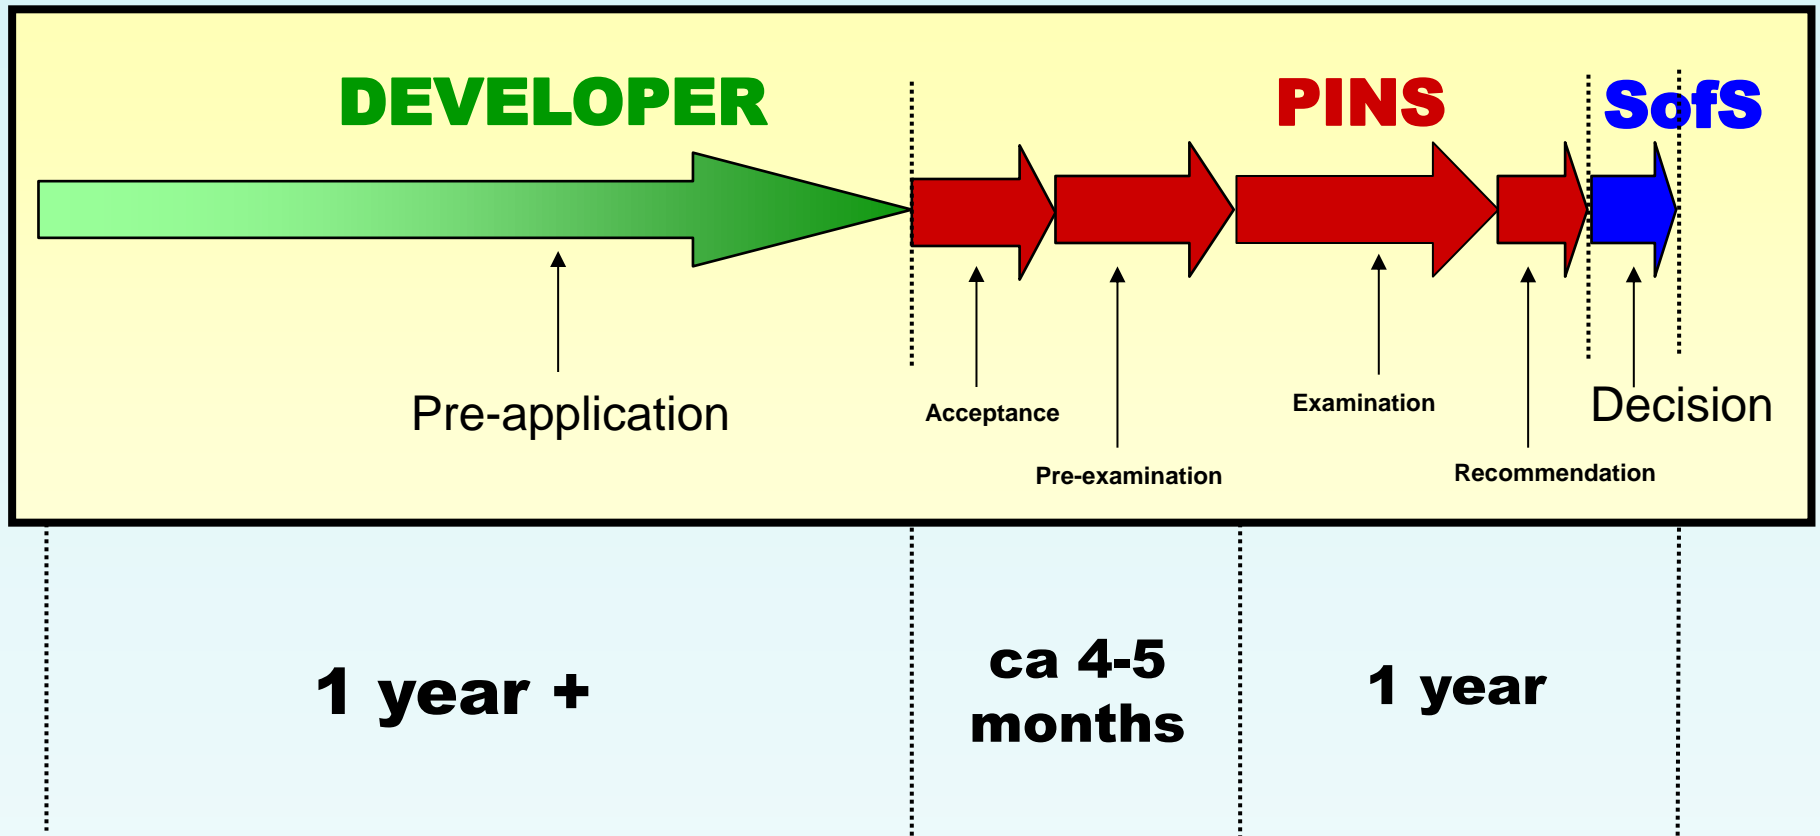 DEVELOPER
PINS
SofS
Pre-application
Acceptance
Pre-examination
Examination
Recommendation
Decision
1 year +
ca 4-5
months
1 year